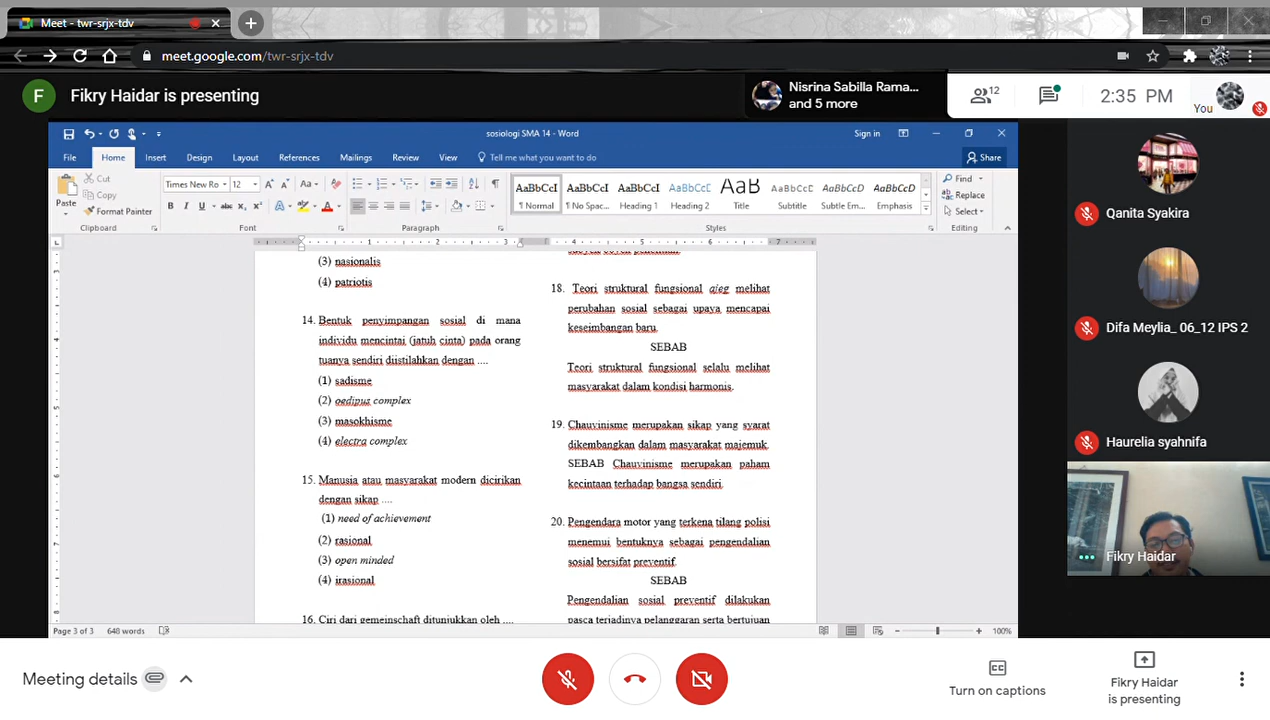 Meet - twr-srjx-tdv
meet.google.com/twr-srjx-tdv
F
Fikry Haidar is presenting
Nisrina Sabilla Rama...
and 5 more
12
2:35 PM
You
sosiologi SMA 14 - Word
Sign in
File Home Insert Design Layout References Mailings Review View Tell me what you want to do
Share
Paste
Cut
Copy
Format Painter
Clipboard
Times New Ro 12
Font
Paragraph
AaBbCcI AaBbCcI AaBbCcI AaBbCcC AaB AaBbCcC AaBbCcD AaBbCcD
¶ Normal ¶ No Spac... Heading 1 Heading 2 Title Subtitle Subtle Em... Emphasis
Styles
Find
Replace
Select
Editing
1 2 3 4 5 6 7
(3) nasionalis
(4) patriotis
14. Bentuk penyimpangan sosial di mana
individu mencintai (jatuh cinta) pada orang
tuanya sendiri diistilahkan dengan ....
(1) sadisme
(2) oedipus complex
(3) masokhisme
(4) electra complex
15. Manusia atau masyarakat modern dicirikan
dengan sikap ....
(1) need of achievement
(2) rasional
(3) open minded
(4) irasional
16. Ciri dari gemeinschaft ditunjukkan oleh ....
18. Teori struktural fungsional ajeg melihat
perubahan sosial sebagai upaya mencapai
keseimbangan baru.
SEBAB
Teori struktural fungsional selalu melihat
masyarakat dalam kondisi harmonis.
19. Chauvinisme merupakan sikap yang syarat
dikembangkan dalam masyarakat majemuk.
SEBAB Chauvinisme merupakan paham
kecintaan terhadap bangsa sendiri.
20. Pengendara motor yang terkena tilang polisi
menemui bentuknya sebagai pengendalian
sosial bersifat preventif.
SEBAB
Pengendalian sosial preventif dilakukan
pasca terjadinya pelanggaran serta bertujuan
Page 3 of 3 648 words
100%
Qanita Syakira
Difa Meylia_ 06_12 IPS 2
Haurelia syahnifa
Fikry Haidar
Meeting details
Turn on captions
Fikry Haidar
is presenting